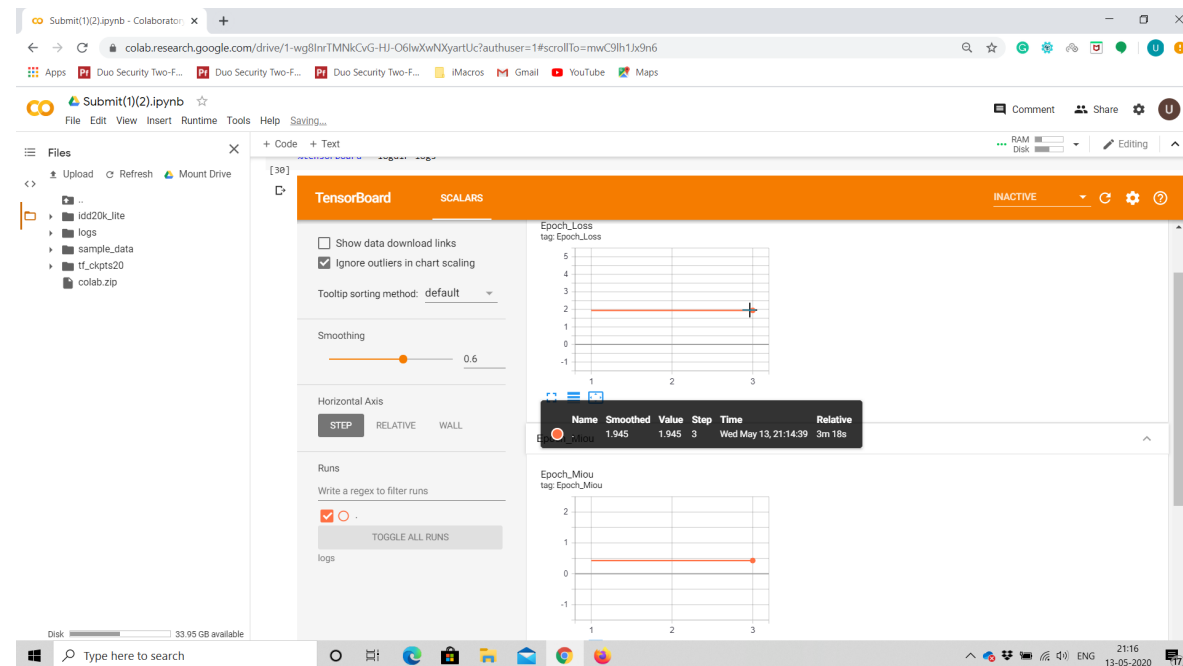 Submit(1)(2).ipynb - Colaboratory
colab.research.google.com/drive/1-wg8InrTMNkCvG-HJ-O6IwXwNXyartUc?authuser=1#scrollTo=mwC9lh1Jx9n6
U
Apps
Duo Security Two-F...
Duo Security Two-F...
Duo Security Two-F...
iMacros
Gmail
YouTube
Maps
Submit(1)(2).ipynb
File Edit View Insert Runtime Tools Help Saving...
Comment
Share
U
Files
+ Code + Text
RAM
Disk
Editing
Upload Refresh Mount Drive
..
idd20k_lite
logs
sample_data
tf_ckpts20
colab.zip
Disk 33.95 GB available
%tensorboard --logdir logs
[30]
TensorBoard SCALARS INACTIVE
Show data download links
Ignore outliers in chart scaling
Tooltip sorting method: default
Smoothing
0.6
Horizontal Axis
STEP RELATIVE WALL
Runs
Write a regex to filter runs
.
TOGGLE ALL RUNS
logs
Epoch_Loss
tag: Epoch_Loss
5
4
3
2
1
0
-1
1 2 3
Name Smoothed Value Step Time Relative
. 1.945 1.945 3 Wed May 13, 21:14:39 3m 18s
Epoch_Miou
Epoch_Miou
tag: Epoch_Miou
2
1
0
-1
1 2 3
Type here to search
ENG
21:16
13-05-2020
17